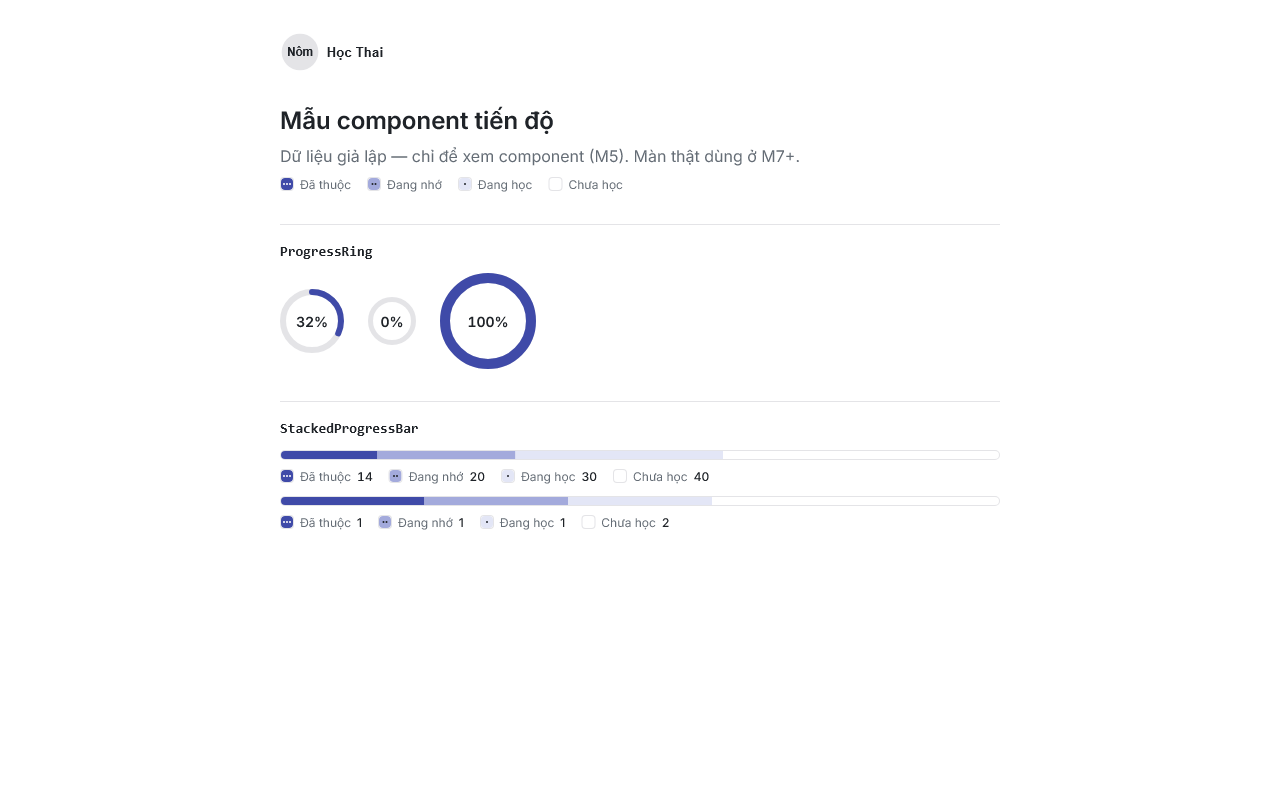 Nôm Học Thai
Mẫu component tiến độ
Dữ liệu giả lập — chỉ để xem component (M5). Màn thật dùng ở M7+.
Đã thuộc Đang nhớ Đang học Chưa học
ProgressRing
32% 0% 100%
StackedProgressBar
Đã thuộc 14 Đang nhớ 20 Đang học 30 Chưa học 40
Đã thuộc 1 Đang nhớ 1 Đang học 1 Chưa học 2